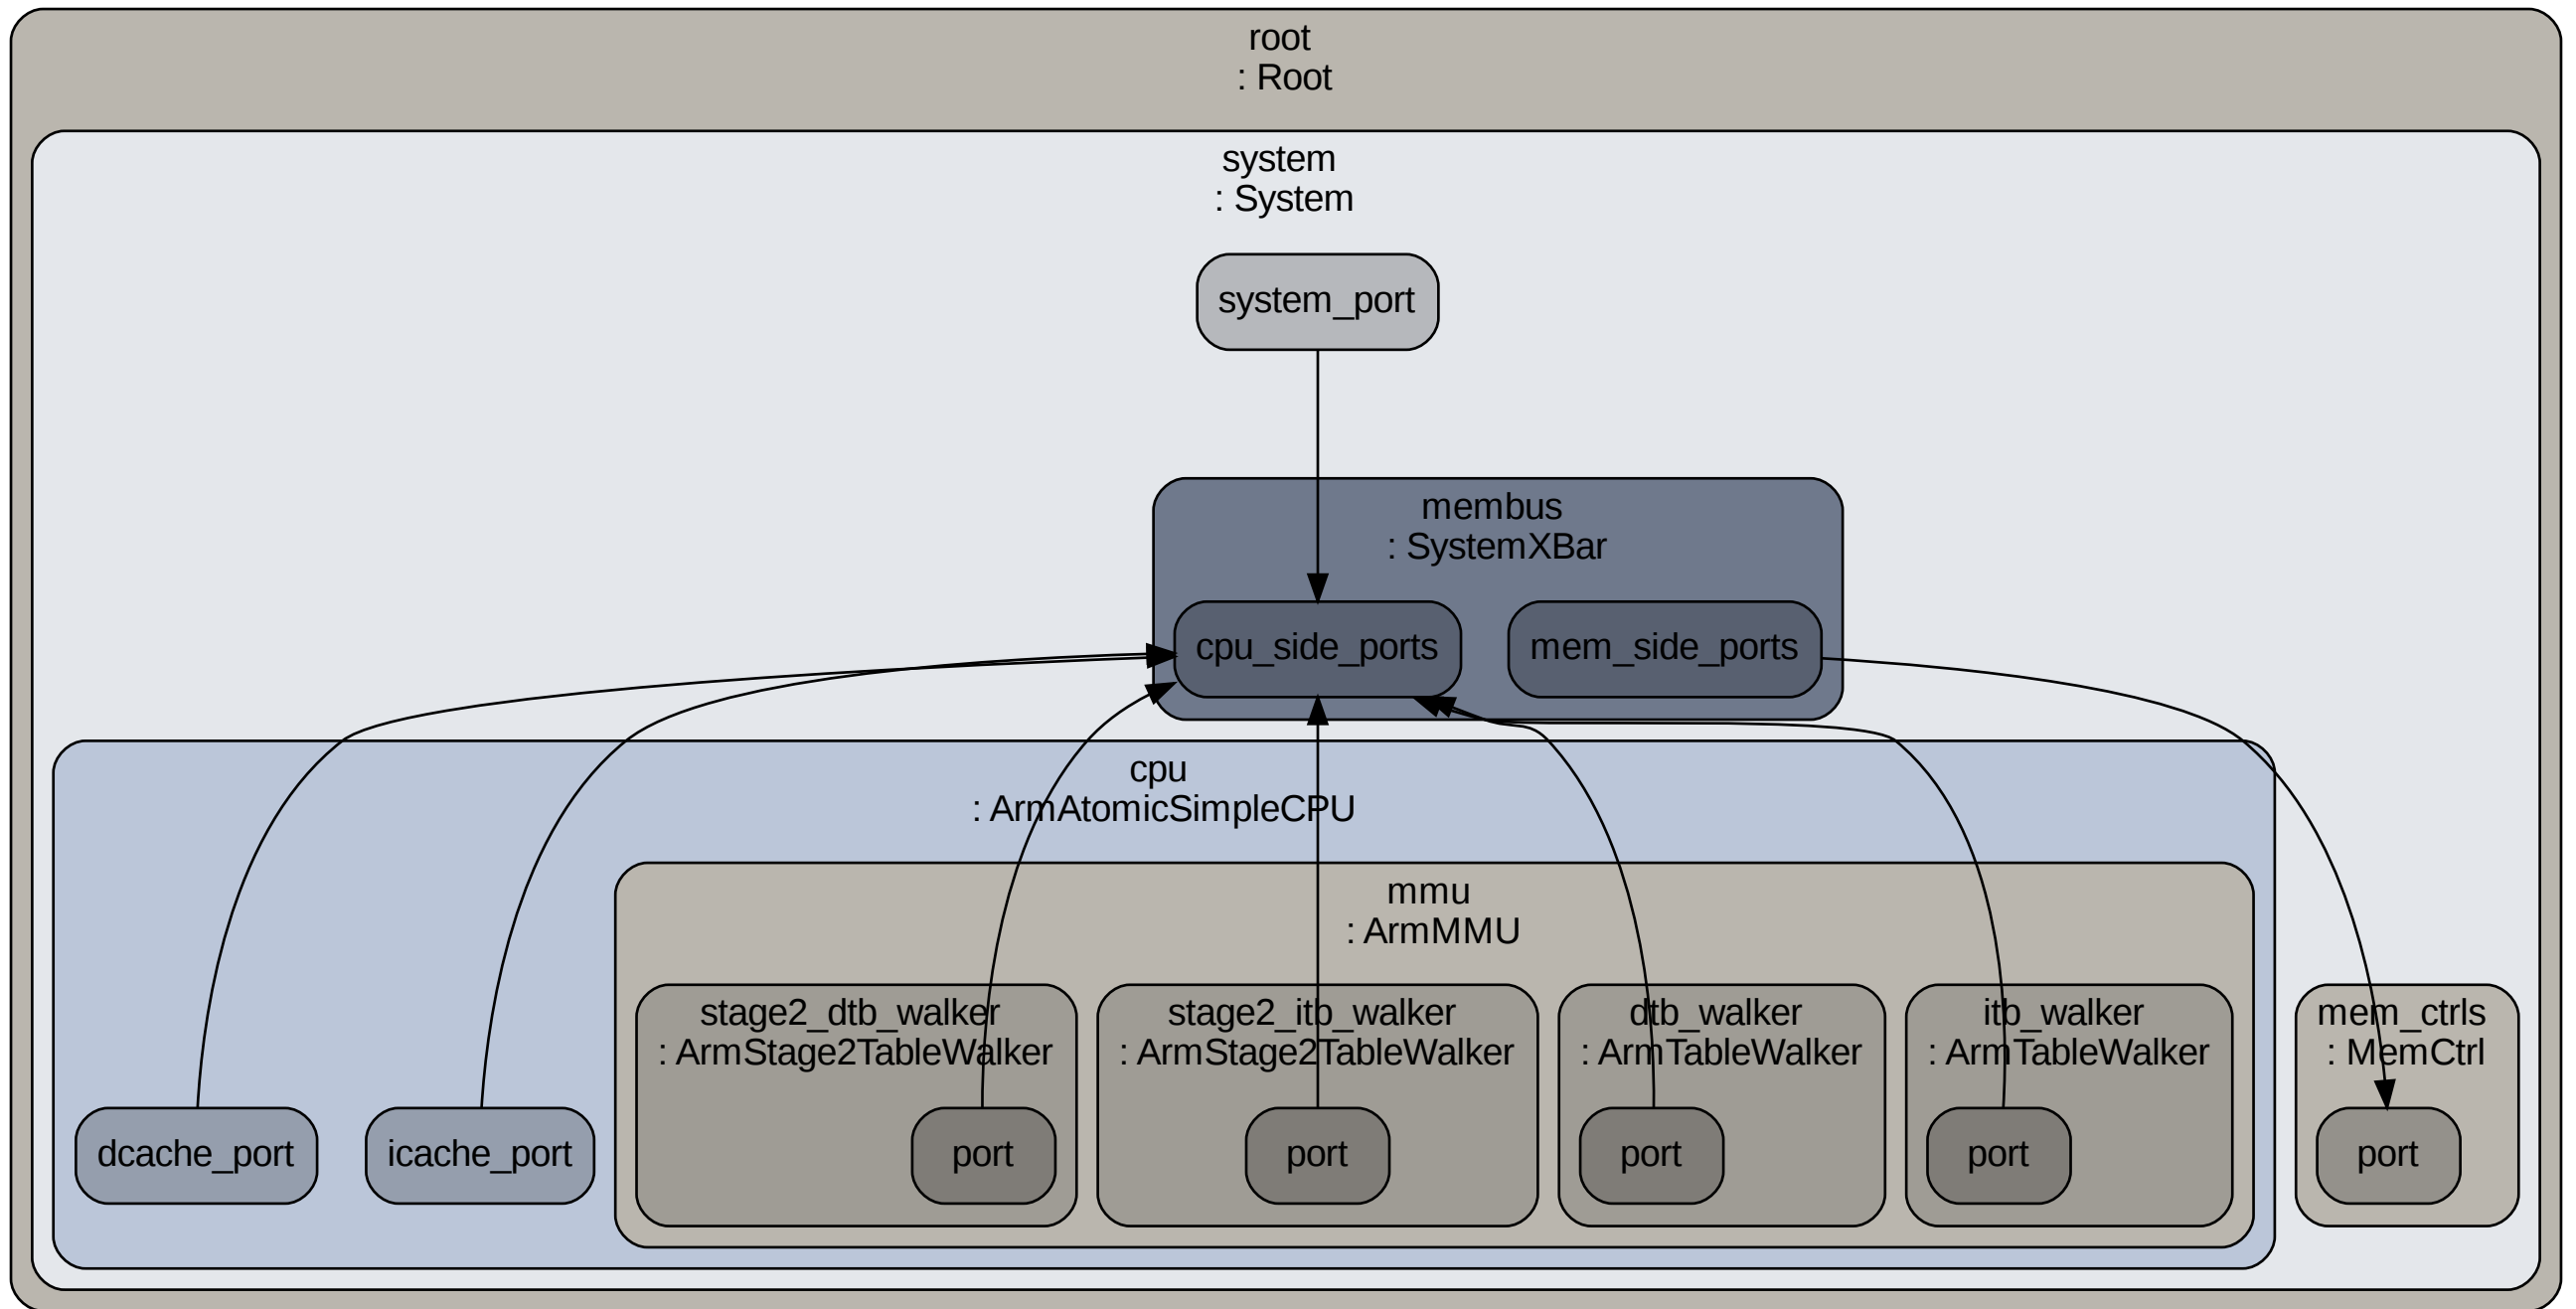 root
: Root
system
: System
system_port
membus
: SystemXBar
cpu_side_ports
mem_side_ports
cpu
: ArmAtomicSimpleCPU
mmu
: ArmMMU
stage2_dtb_walker
: ArmStage2TableWalker
stage2_itb_walker
: ArmStage2TableWalker
dtb_walker
: ArmTableWalker
itb_walker
: ArmTableWalker
mem_ctrls
: MemCtrl
dcache_port
icache_port
port
port
port
port
port